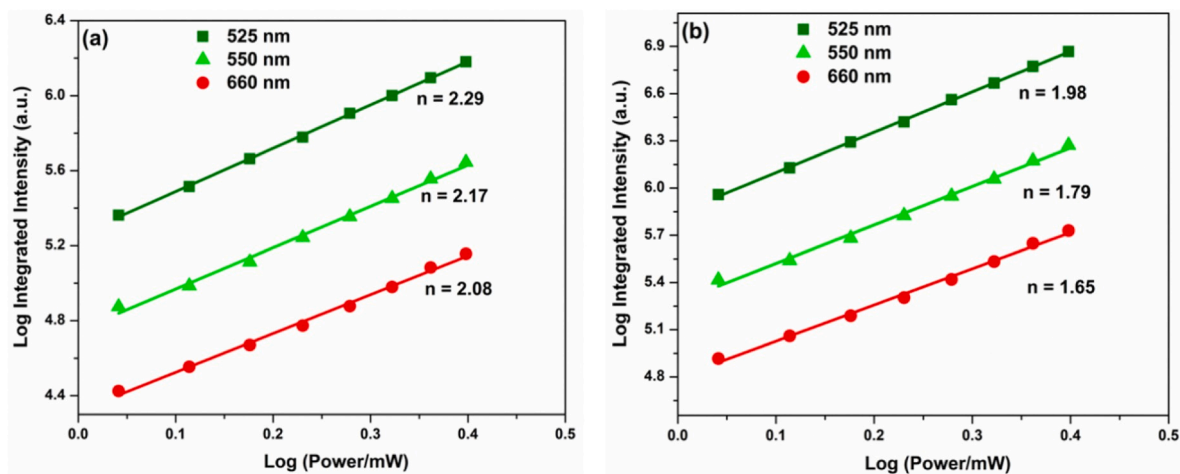 (a)
525 nm
550 nm
660 nm
n = 2.29
n = 2.17
n = 2.08
Log Integrated Intensity (a.u.)
6.4
6.0
5.6
5.2
4.8
4.4
0.0 0.1 0.2 0.3 0.4 0.5
Log (Power/mW)
(b)
525 nm
550 nm
660 nm
n = 1.98
n = 1.79
n = 1.65
Log Integrated Intensity (a.u.)
6.9
6.6
6.3
6.0
5.7
5.4
5.1
4.8
0.0 0.1 0.2 0.3 0.4 0.5
Log (Power/mW)